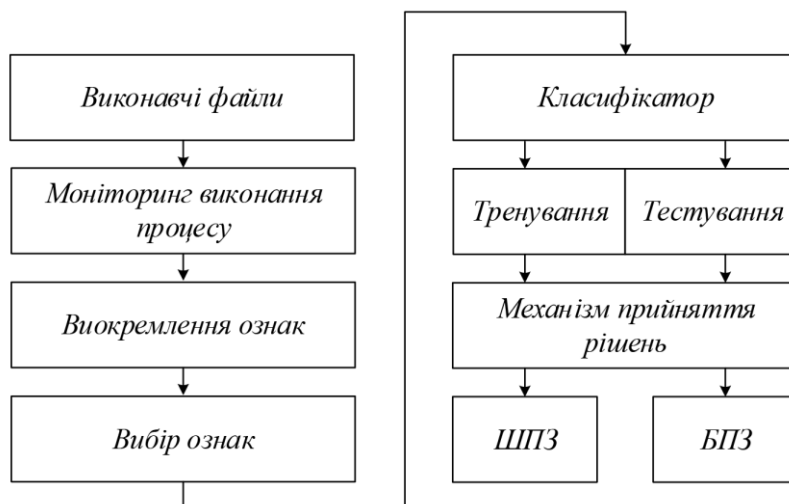 Виконавчі файли
Моніторинг виконання
процесу
Виокремлення ознак
Вибір ознак
Класифікатор
Тренування
Тестування
Механізм прийняття
рішень
ШПЗ
БПЗ